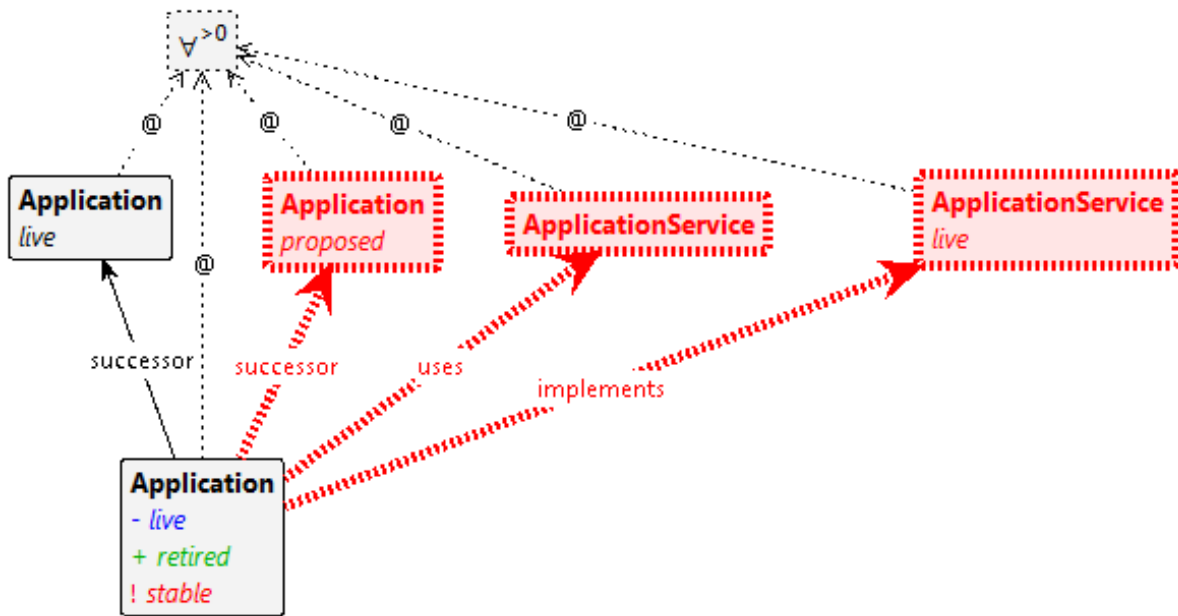 ∀>0
@
@
@
@
@
Application
live
Application
proposed
ApplicationService
ApplicationService
live
successor
successor
uses
implements
Application
- live
+ retired
! stable